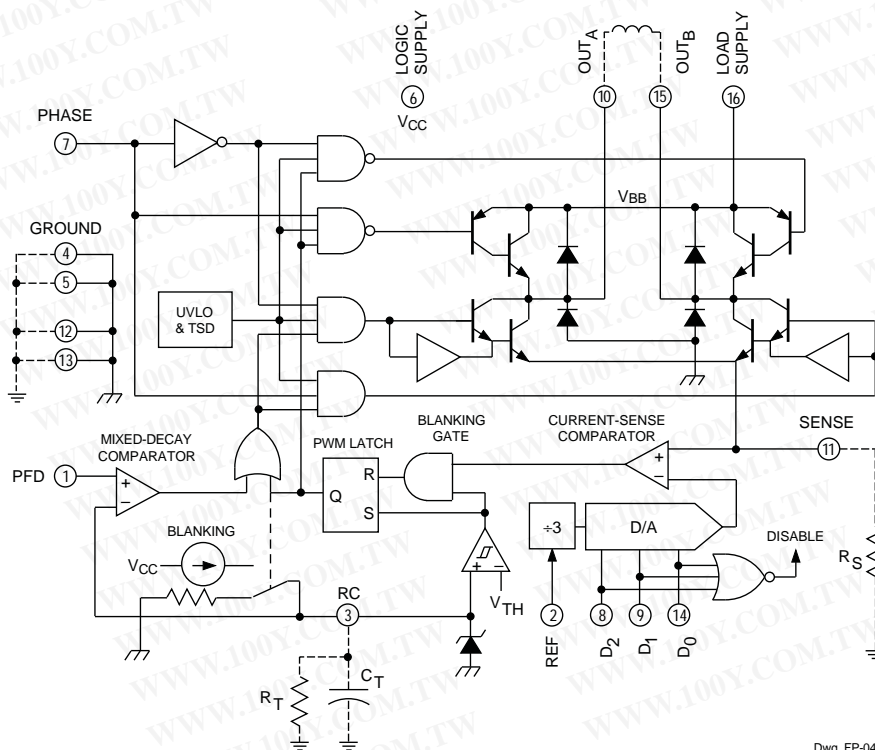 LOGIC
SUPPLY
6
VCC
OUTA
10
OUTB
15
LOAD
SUPPLY
16
PHASE
7
VBB
GROUND
4
5
12
13
UVLO
& TSD
MIXED-DECAY
COMPARATOR
PFD
1
+
−
BLANKING
VCC
PWM LATCH
R
Q
S
BLANKING
GATE
CURRENT-SENSE
COMPARATOR
+
−
SENSE
11
÷3
D/A
DISABLE
RS
+
−
VTH
RC
3
RT
CT
2
REF
8
D2
9
D1
14
D0
Dwg. FP-04
WWW.100Y.COM.TW